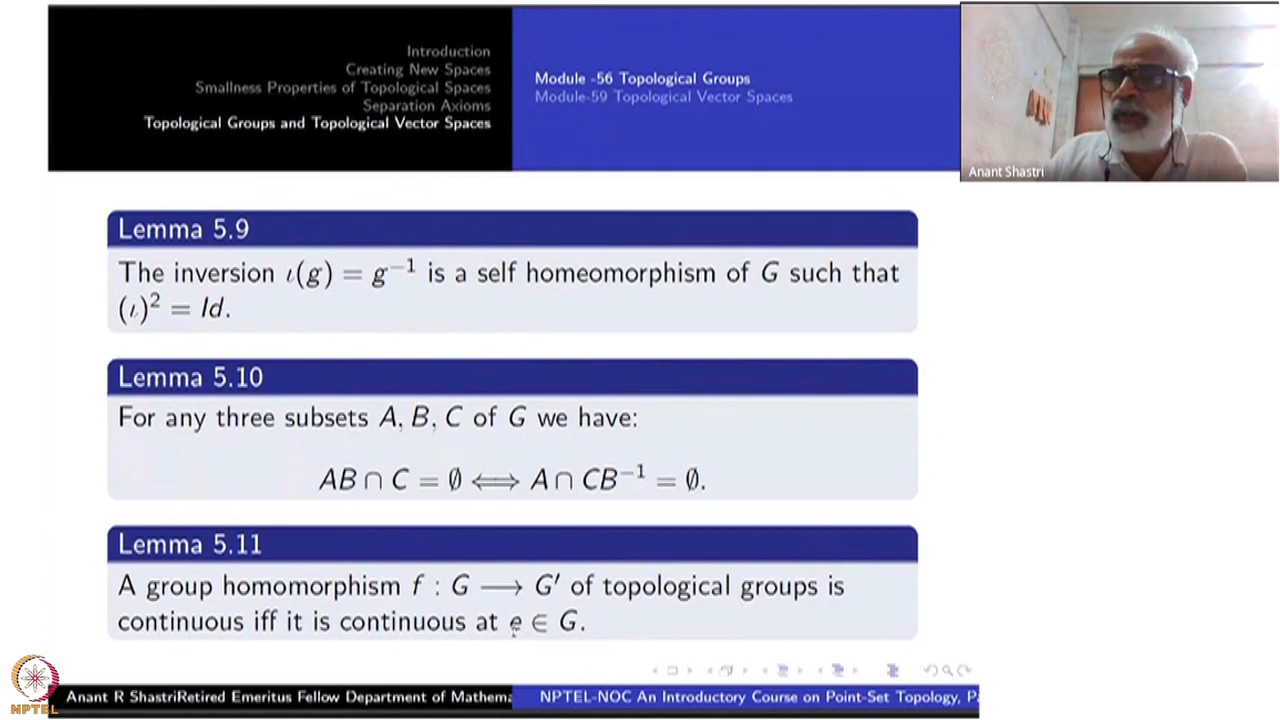 Introduction
Creating New Spaces
Smallness Properties of Topological Spaces
Separation Axioms
Topological Groups and Topological Vector Spaces
Module -56 Topological Groups
Module-59 Topological Vector Spaces
Anant Shastri
Lemma 5.9
The inversion ι(g) = g⁻¹ is a self homeomorphism of G such that
(ι)² = Id.
Lemma 5.10
For any three subsets A, B, C of G we have:
AB ∩ C = ∅ ⟺ A ∩ CB⁻¹ = ∅.
Lemma 5.11
A group homomorphism f : G ⟶ G′ of topological groups is
continuous iff it is continuous at e ∈ G.
NPTEL
Anant R ShastriRetired Emeritus Fellow Department of Mathema
NPTEL-NOC An Introductory Course on Point-Set Topology, Pa